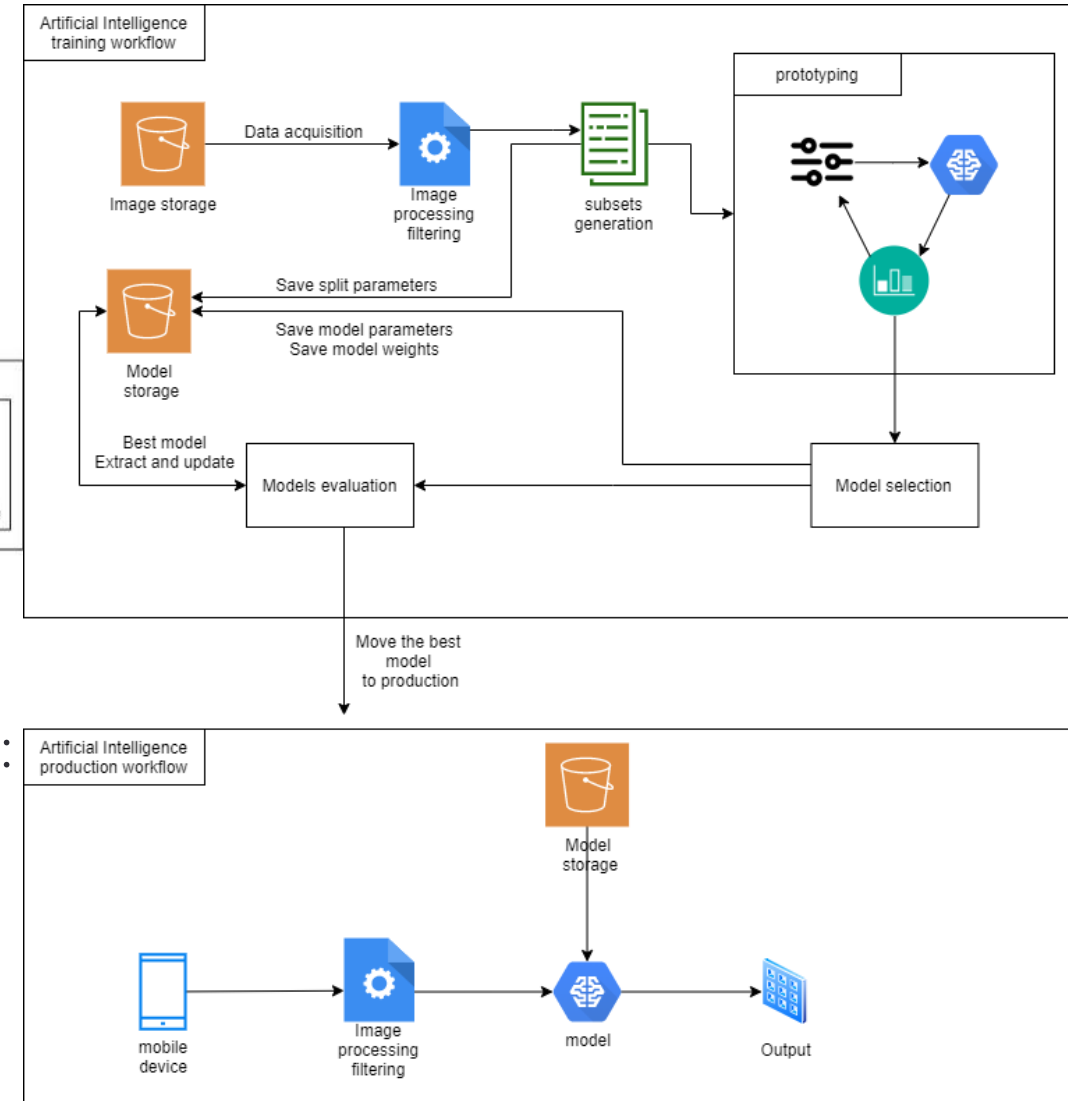 Artificial Intelligence
training workflow
prototyping
Data acquisition
Image storage
Image
processing
filtering
subsets
generation
Save split parameters
Save model parameters
Save model weights
Model
storage
Best model
Extract and update
Models evaluation
Model selection
Move the best
model
to production
Artificial Intelligence
production workflow
Model
storage
mobile
device
Image
processing
filtering
model
Output